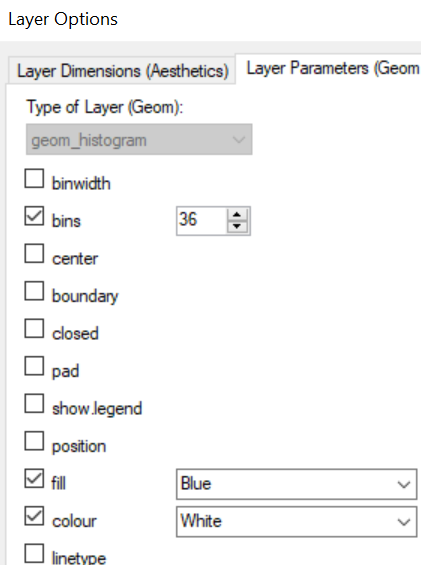 Layer Options
Layer Dimensions (Aesthetics) Layer Parameters (Geom
Type of Layer (Geom):
geom_histogram
binwidth
bins 36
center
boundary
closed
pad
show.legend
position
fill Blue
colour White
linetype